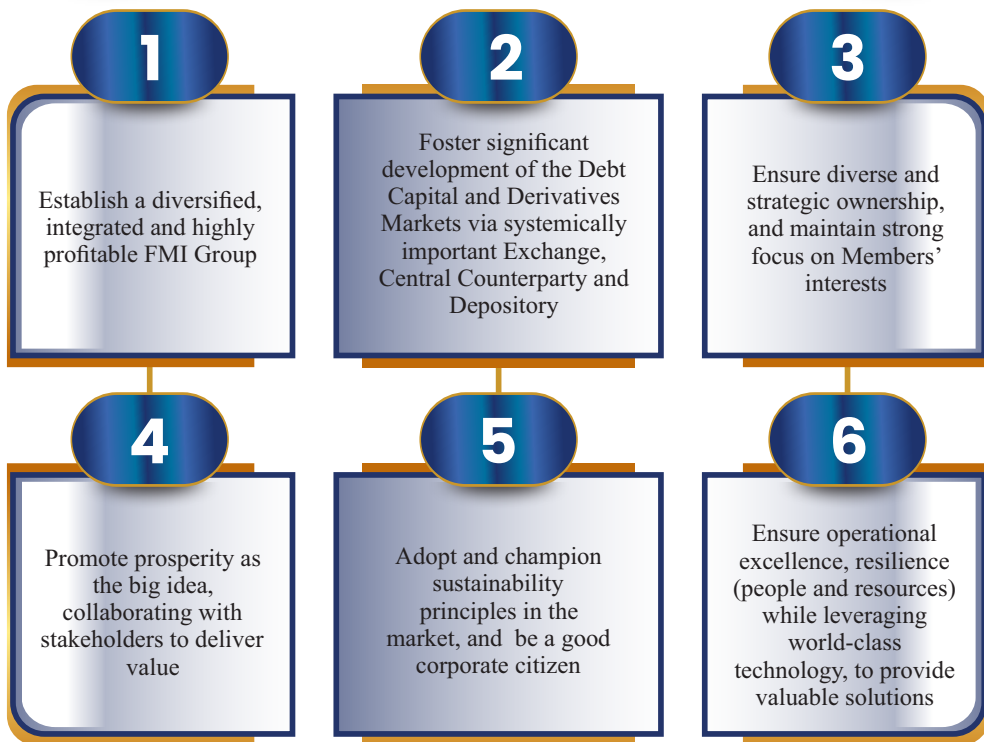 1
Establish a diversified,
integrated and highly
profitable FMI Group
2
Foster significant
development of the Debt
Capital and Derivatives
Markets via systemically
important Exchange,
Central Counterparty and
Depository
3
Ensure diverse and
strategic ownership,
and maintain strong
focus on Members’
interests
4
Promote prosperity as
the big idea,
collaborating with
stakeholders to deliver
value
5
Adopt and champion
sustainability
principles in the
market, and  be a good
corporate citizen
6
Ensure operational
excellence, resilience
(people and resources)
while leveraging
world-class
technology, to provide
valuable solutions